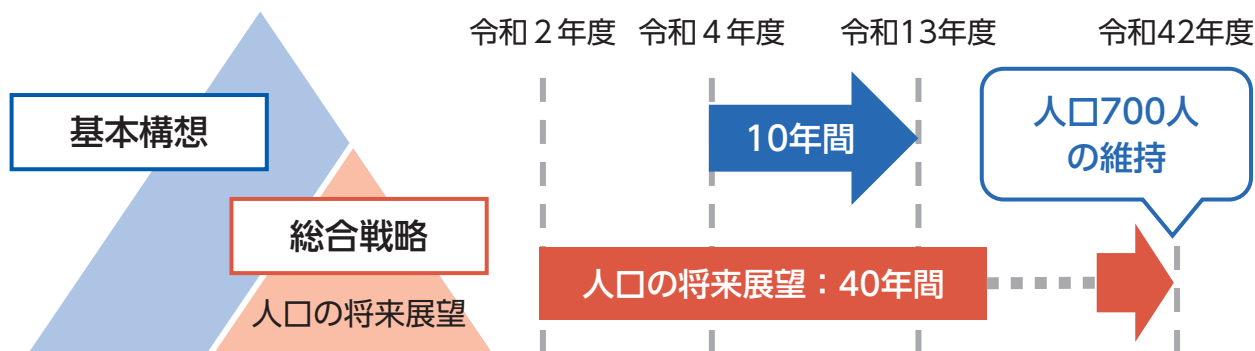 令和２年度
令和４年度
令和13年度
令和42年度
基本構想
10年間
人口700人
の維持
総合戦略
人口の将来展望
人口の将来展望：40年間